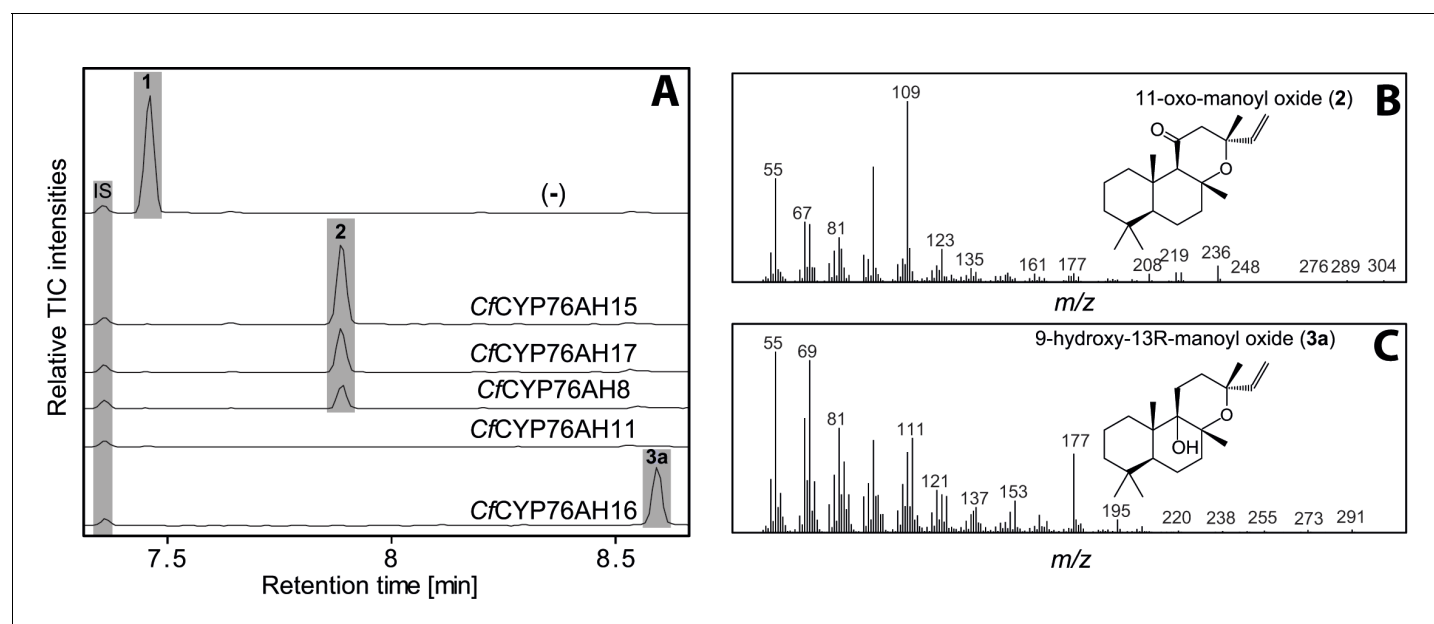 A
1
IS
(-)
2
CfCYP76AH15
CfCYP76AH17
CfCYP76AH8
CfCYP76AH11
3a
CfCYP76AH16
7.5 8 8.5
Retention time [min]
Relative TIC intensities
B
11-oxo-manoyl oxide (2)
109
55
67
81
123
135
161
177
208
219
236
248
276
289
304
O
O
m/z
C
9-hydroxy-13R-manoyl oxide (3a)
55
69
81
111
121
137
153
177
195
220
238
255
273
291
O
OH
m/z